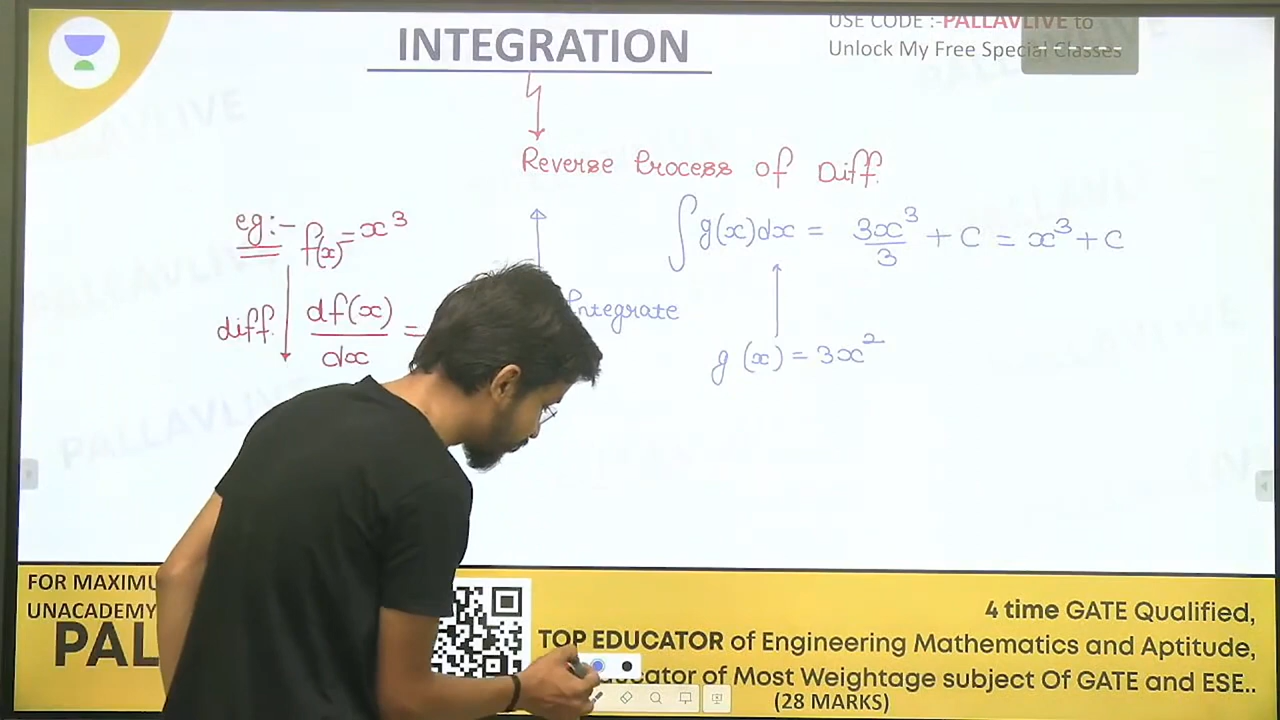 INTEGRATION
USE CODE :-PALLAVLIVE to
Unlock My Free Special Classes
Reverse Process of Diff.
eg:- f(x) = x³
diff. df(x)/dx =
Integrate
∫g(x)dx = 3x³/3 + C = x³ + C
g(x) = 3x²
FOR MAXIMU
UNACADEMY
PAL
4 time GATE Qualified,
TOP EDUCATOR of Engineering Mathematics and Aptitude,
cator of Most Weightage subject Of GATE and ESE..
(28 MARKS)
PALLAVLIVE